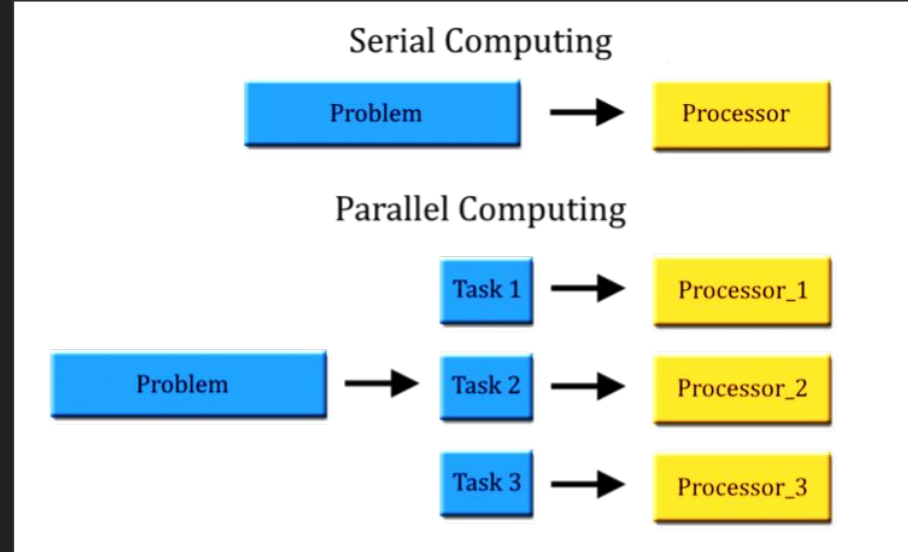 Serial Computing
Problem
Processor
Parallel Computing
Task 1
Processor_1
Problem
Task 2
Processor_2
Task 3
Processor_3